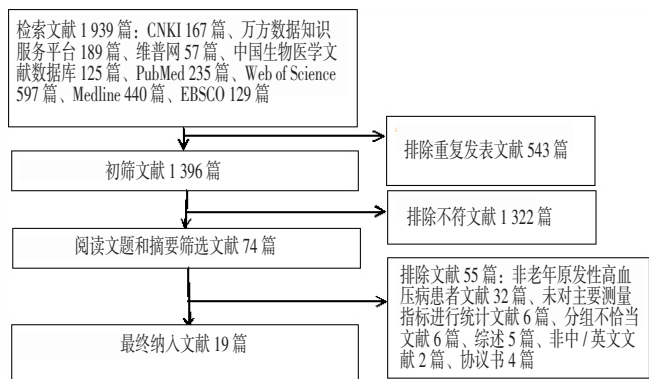 检索文献 1 939 篇：CNKI 167 篇、万方数据知识
服务平台 189 篇、维普网 57 篇、中国生物医学文
献数据库 125 篇、PubMed 235 篇、Web of Science
597 篇、Medline 440 篇、EBSCO 129 篇
排除重复发表文献 543 篇
初筛文献 1 396 篇
排除不符文献 1 322 篇
阅读文题和摘要筛选文献 74 篇
排除文献 55 篇：非老年原发性高血
压病患者文献 32 篇、未对主要测量
指标进行统计文献 6 篇、分组不恰当
文献 6 篇、综述 5 篇、非中 / 英文文
献 2 篇、协议书 4 篇
最终纳入文献 19 篇